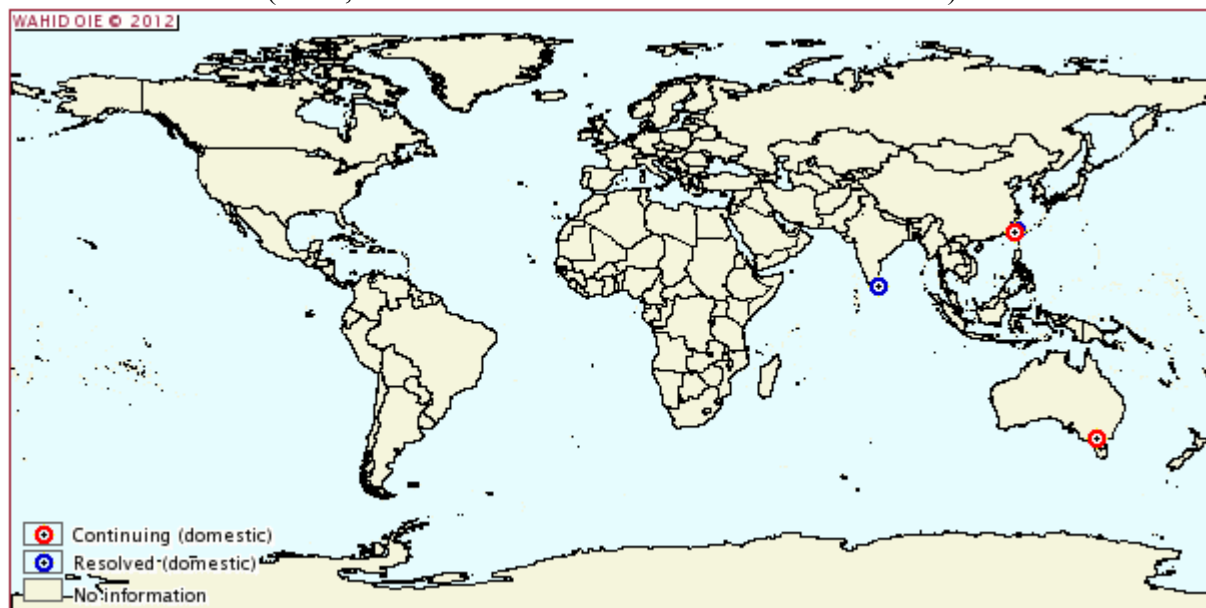 WAHID OIE © 2012
Continuing (domestic)
Resolved (domestic)
No information